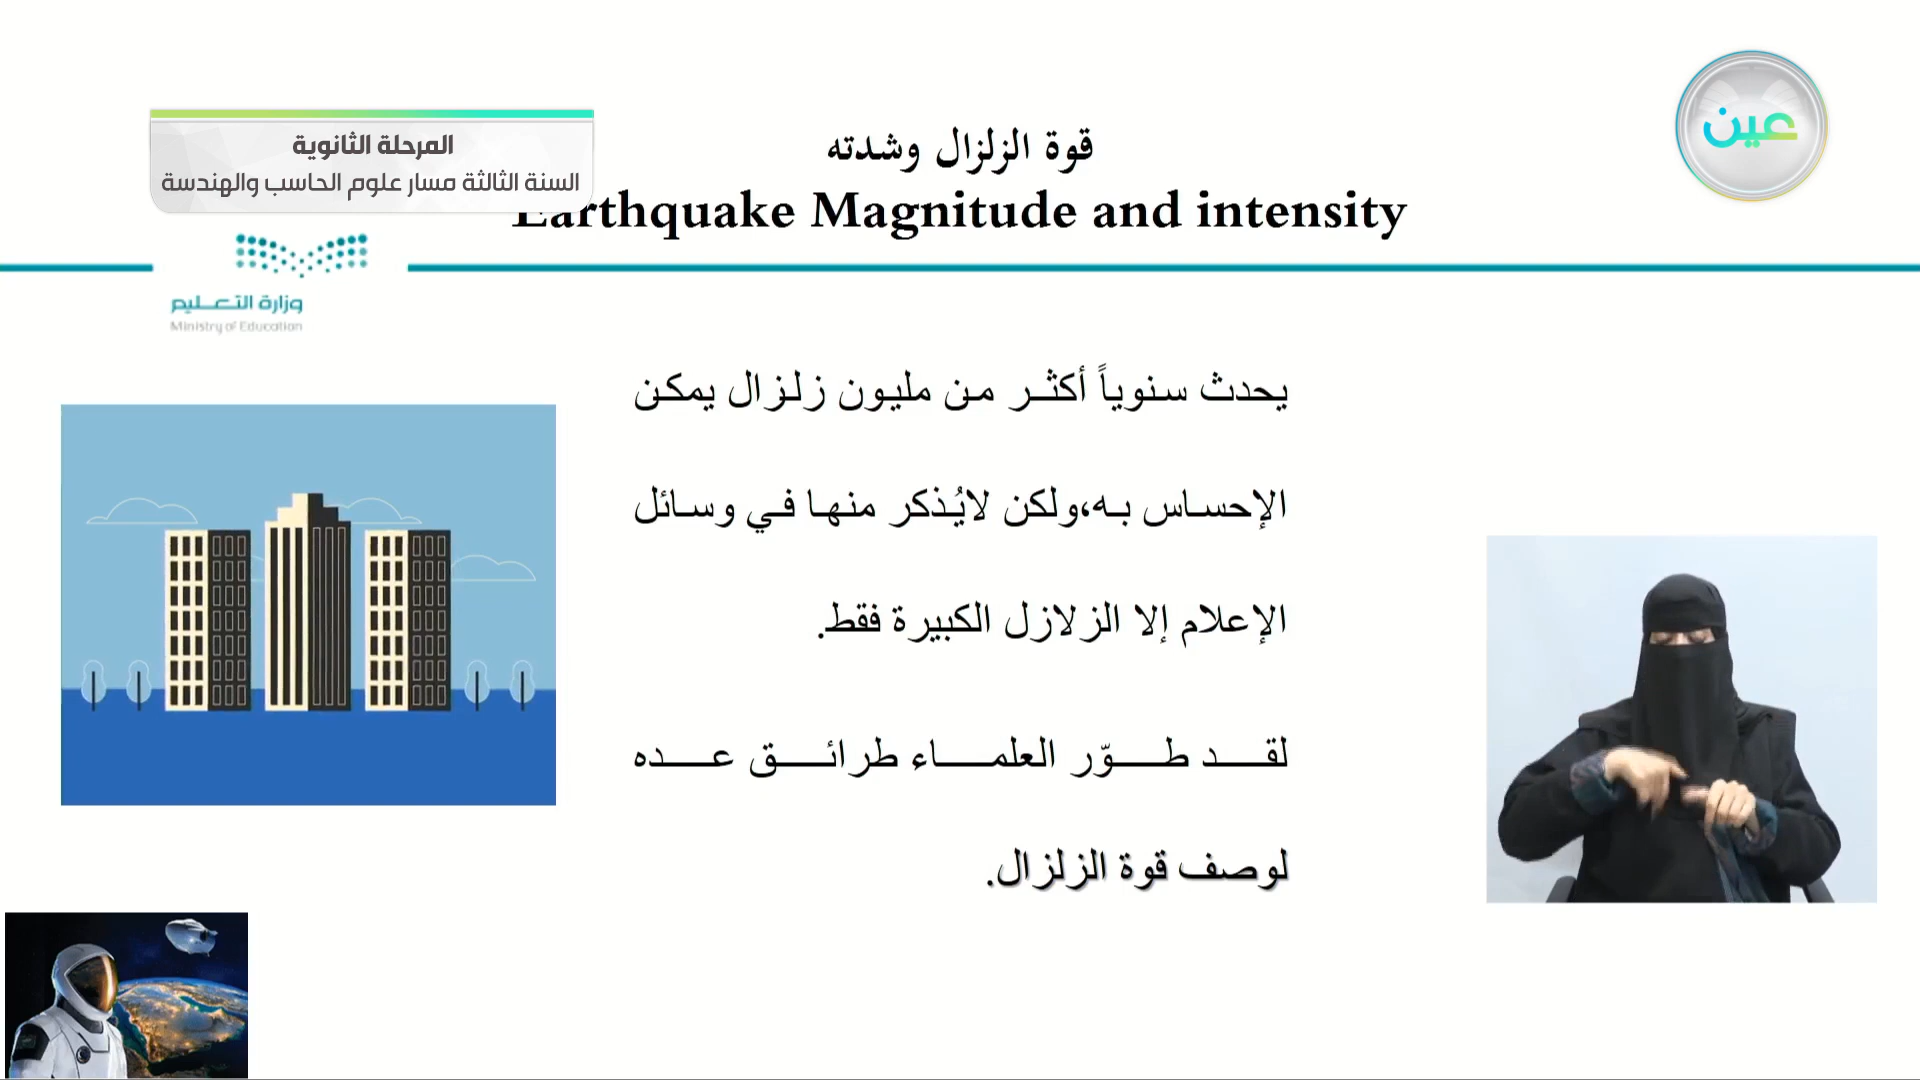 المرحلة الثانوية
السنة الثالثة مسار علوم الحاسب والهندسة
عين
قوة الزلزال وشدته
Earthquake Magnitude and intensity
وزارة التعليم
Ministry of Education
يحدث سنوياً أكثر من مليون زلزال يمكن
الإحساس به،ولكن لايُذكر منها في وسائل
الإعلام إلا الزلازل الكبيرة فقط.
لقد طوّر العلماء طرائق عده
لوصف قوة الزلزال.